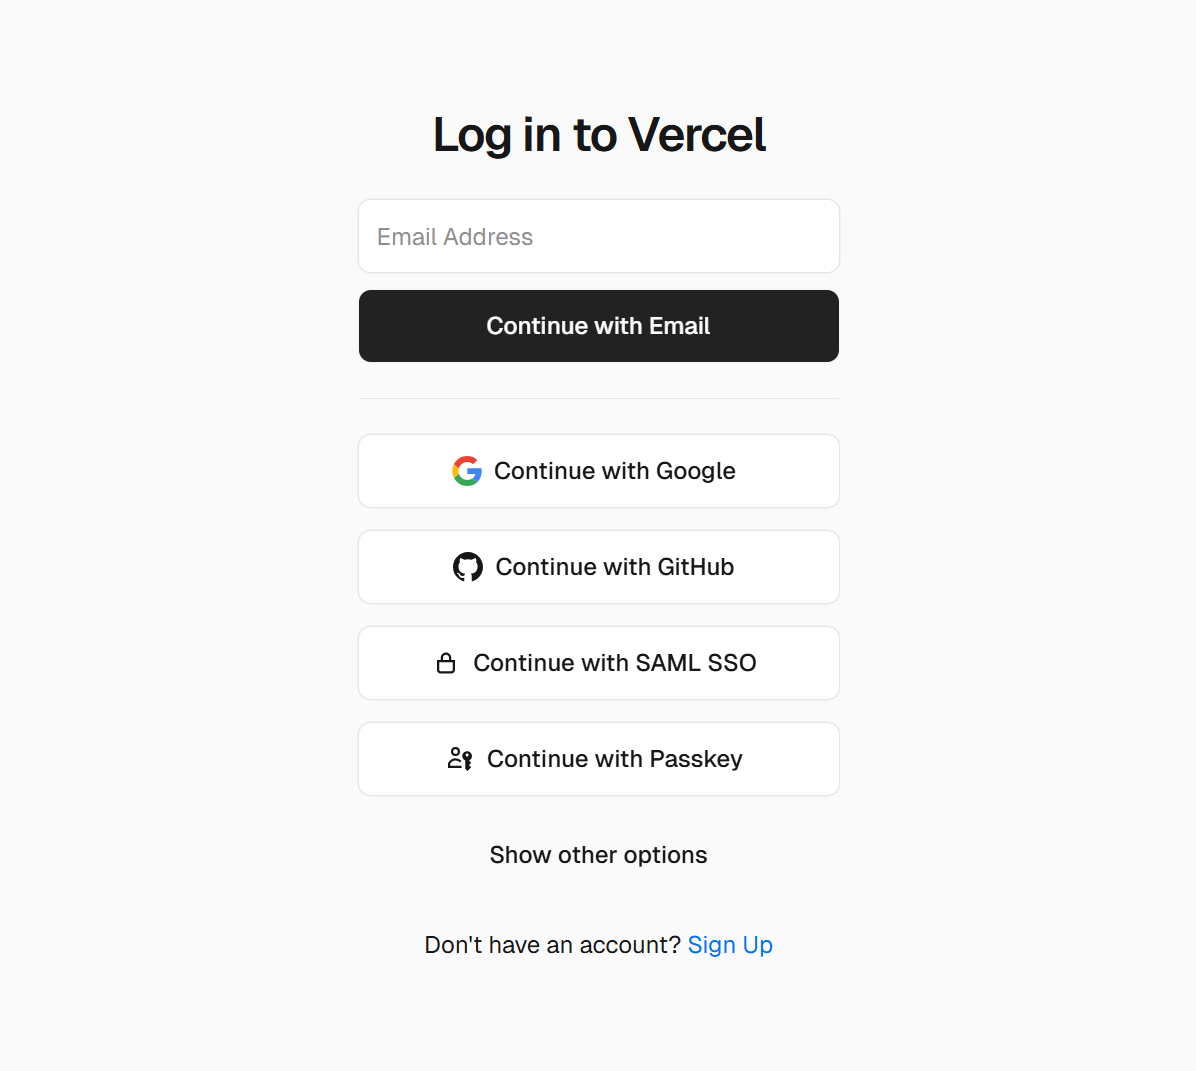 Log in to Vercel
Email Address
Continue with Email
Continue with Google
Continue with GitHub
Continue with SAML SSO
Continue with Passkey
Show other options
Don't have an account? Sign Up